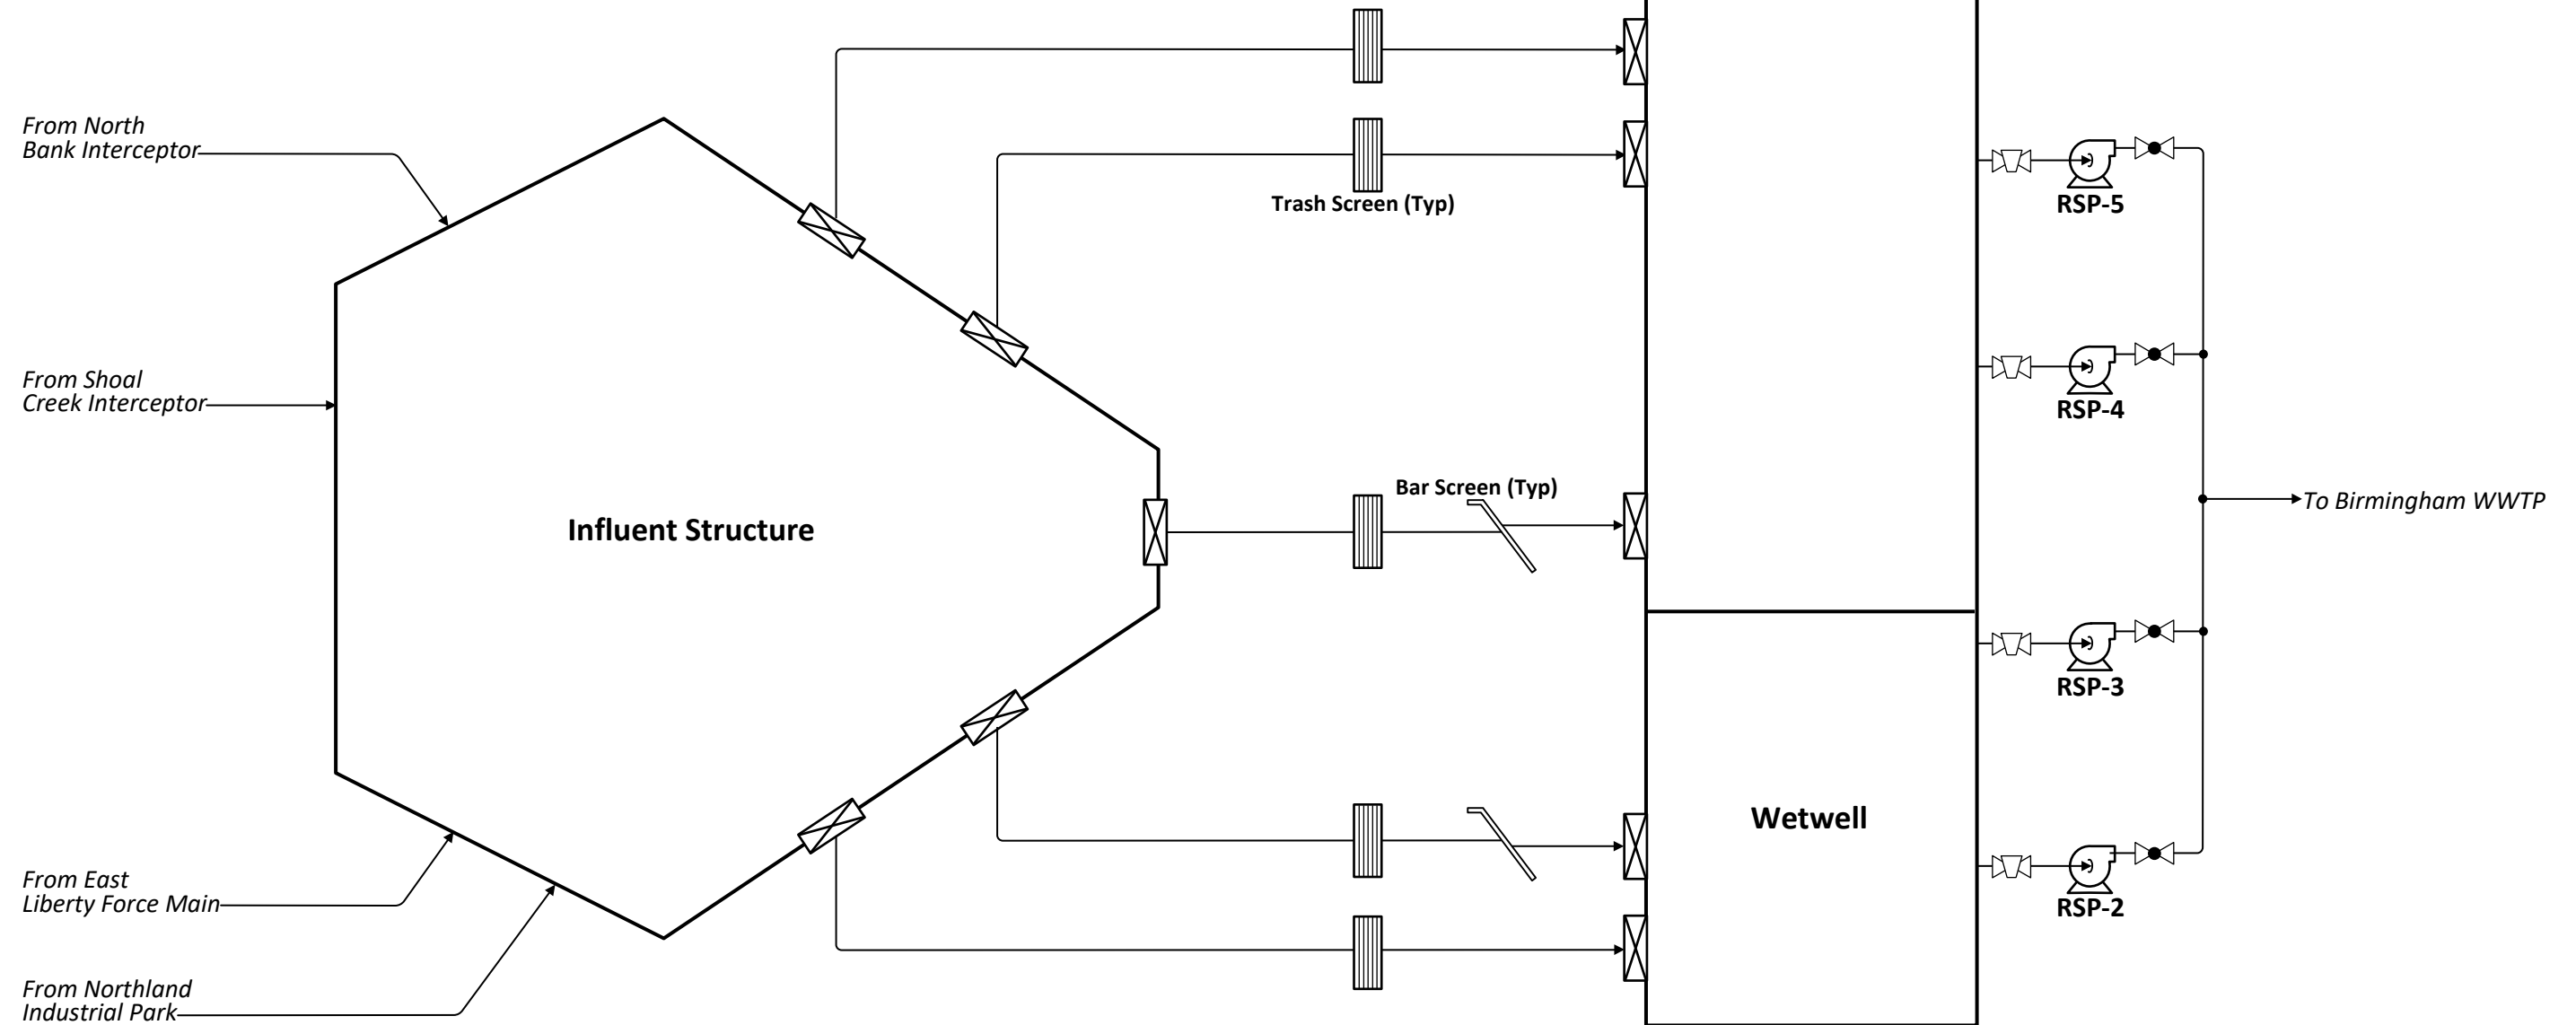 From North
Bank Interceptor
Trash Screen (Typ)
RSP-5
From Shoal
Creek Interceptor
RSP-4
Bar Screen (Typ)
To Birmingham WWTP
Influent Structure
RSP-3
Wetwell
From East
Liberty Force Main
RSP-2
From Northland
Industrial Park